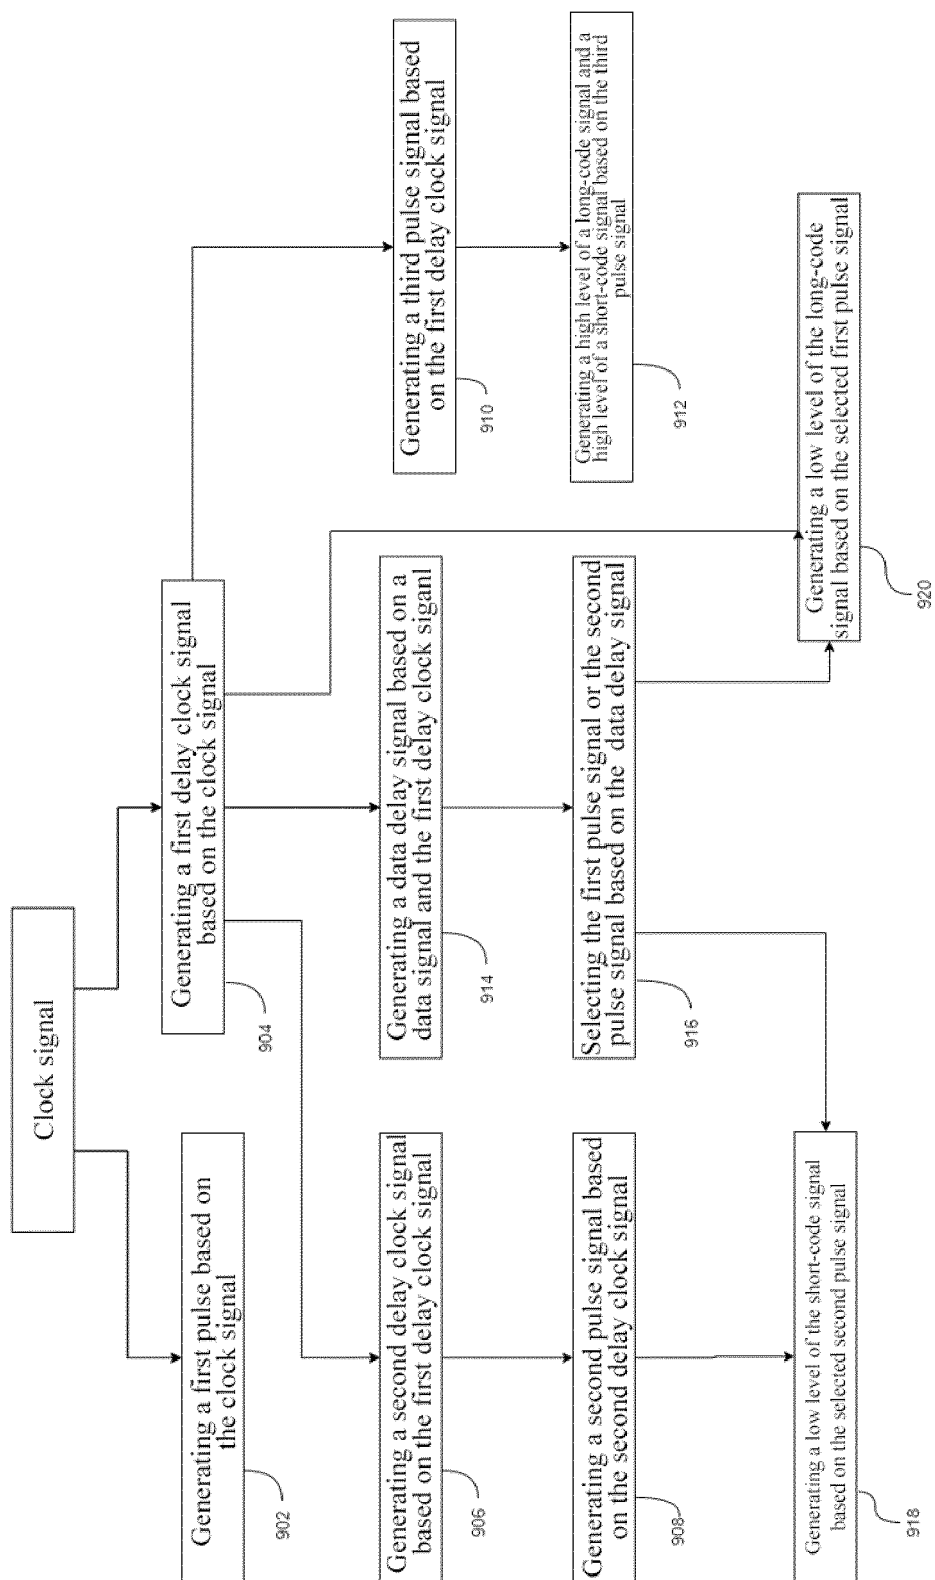 Clock signal
Generating a first pulse based on
the clock signal
902
Generating a first delay clock signal
based on the clock signal
904
Generating a second delay clock signal
based on the first delay clock signal
906
Generating a data delay signal based on a
data signal and the first delay clock siganl
914
Generating a third pulse signal based
on the first delay clock signal
910
Generating a second pulse signal based
on the second delay clock signal
908
Selecting the first pulse signal or the second
pulse signal based on the data delay signal
916
Generating a high level of a long-code signal and a
high level of a short-code signal based on the third
pulse signal
912
Generating a low level of the short-code signal
based on the selected second pulse signal
918
Generating a low level of the long-code
signal based on the selected first pulse signal
920